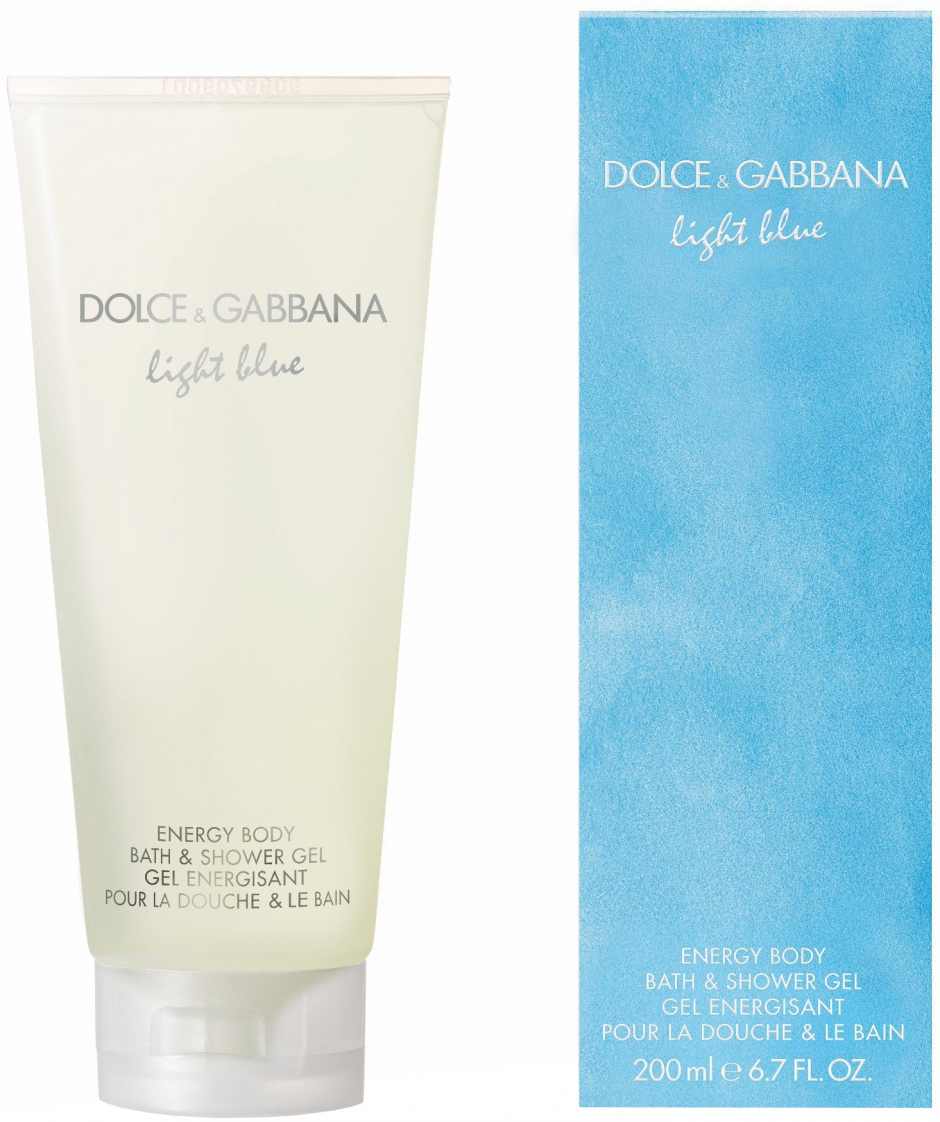 DOLCE & GABBANA
light blue
ENERGY BODY
BATH & SHOWER GEL
GEL ENERGISANT
POUR LA DOUCHE & LE BAIN
DOLCE & GABBANA
light blue
ENERGY BODY
BATH & SHOWER GEL
GEL ENERGISANT
POUR LA DOUCHE & LE BAIN
200 ml e 6.7 FL. OZ.